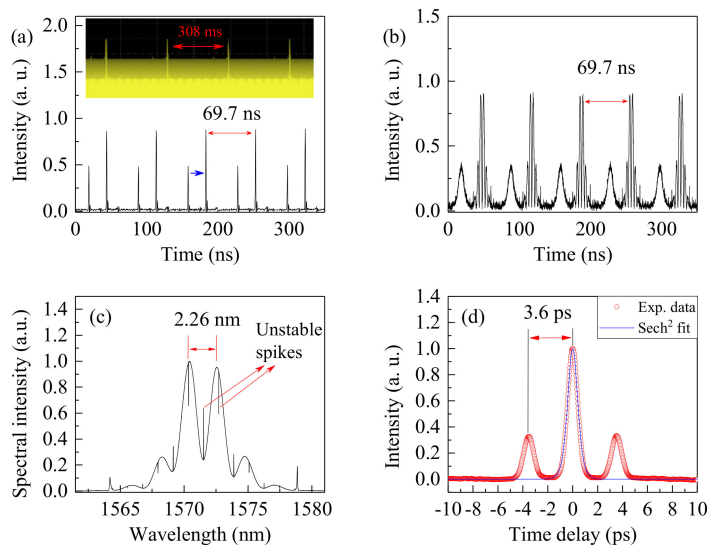 (a)
308 ms
69.7 ns
Intensity (a. u.)
2.0
1.5
1.0
0.5
0.0
0 100 200 300
Time (ns)
(b)
69.7 ns
Intensity (a. u.)
1.5
1.0
0.5
0.0
0 100 200 300
Time (ns)
(c)
2.26 nm
Unstable
spikes
Spectral intensity (a.u.)
1.4
1.2
1.0
0.8
0.6
0.4
0.2
0.0
1565 1570 1575 1580
Wavelength (nm)
(d)
3.6 ps
Exp. data
Sech2 fit
Intensity (a. u.)
1.4
1.2
1.0
0.8
0.6
0.4
0.2
0.0
-10 -8 -6 -4 -2 0 2 4 6 8 10
Time delay (ps)